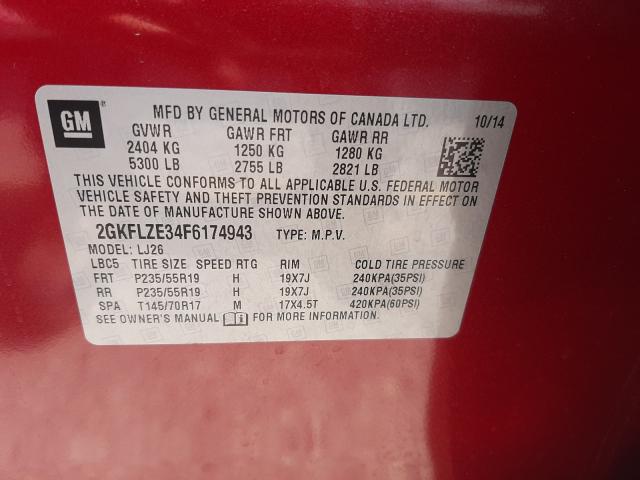 GM
MFD BY GENERAL MOTORS OF CANADA LTD. 10/14
GVWR GAWR FRT GAWR RR
2404 KG 1250 KG 1280 KG
5300 LB 2755 LB 2821 LB
THIS VEHICLE CONFORMS TO ALL APPLICABLE U.S. FEDERAL MOTOR
VEHICLE SAFETY AND THEFT PREVENTION STANDARDS IN EFFECT ON
THE DATE OF MANUFACTURE SHOWN ABOVE.
2GKFLZE34F6174943 TYPE: M.P.V.
MODEL: LJ26
LBC5 TIRE SIZE SPEED RTG RIM COLD TIRE PRESSURE
FRT P235/55R19 H 19X7J 240KPA(35PSI)
RR P235/55R19 H 19X7J 240KPA(35PSI)
SPA T145/70R17 M 17X4.5T 420KPA(60PSI)
SEE OWNER'S MANUAL FOR MORE INFORMATION.